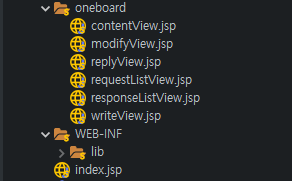 oneboard
contentView.jsp
modifyView.jsp
replyView.jsp
requestListView.jsp
responseListView.jsp
writeView.jsp
WEB-INF
lib
index.jsp